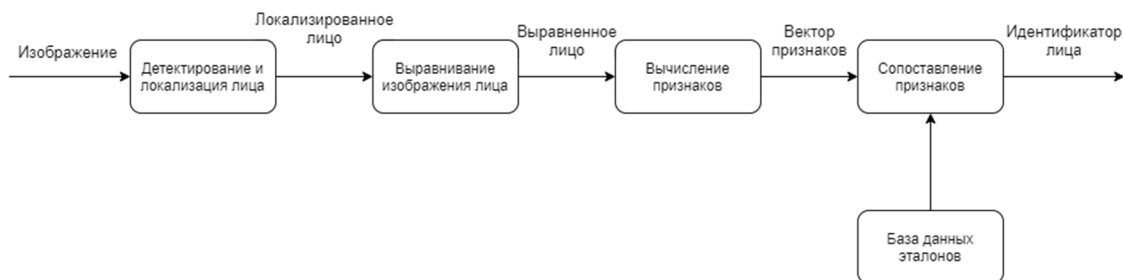 Изображение
Детектирование и
локализация лица
Локализированное
лицо
Выравнивание
изображения лица
Выравненное
лицо
Вычисление
признаков
Вектор
признаков
Сопоставление
признаков
Идентификатор
лица
База данных
эталонов